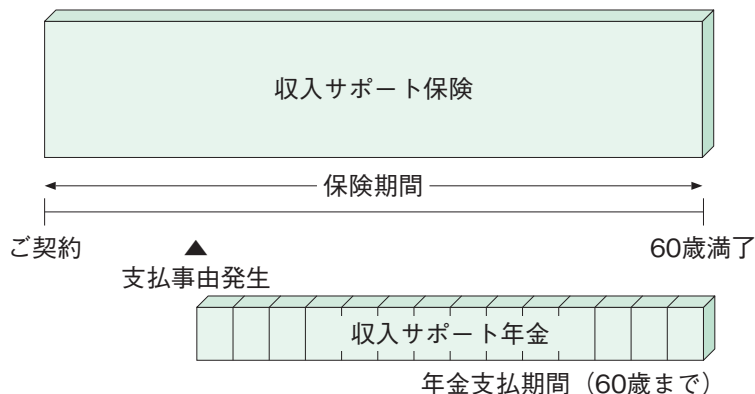 収入サポート保険
保険期間
ご契約
60歳満了
支払事由発生
収入サポート年金
年金支払期間（60歳まで）